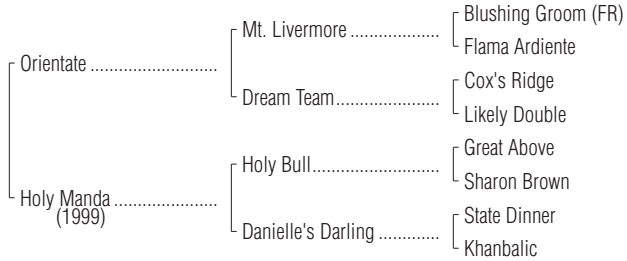 Blushing Groom (FR)
Mt. Livermore ....................
Flama Ardiente
Orientate ............................
Cox's Ridge
Dream Team.......................
Likely Double
Great Above
Holy Bull............................
Sharon Brown
Holy Manda .......................
(1999)
State Dinner
Danielle's Darling .............
Khanbalic